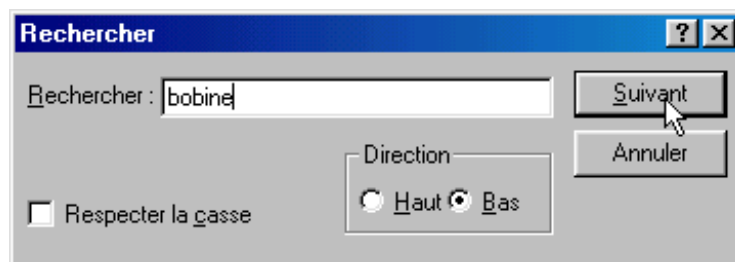 Rechercher
Rechercher : bobine
Suivant
Direction
Annuler
Haut Bas
Respecter la casse